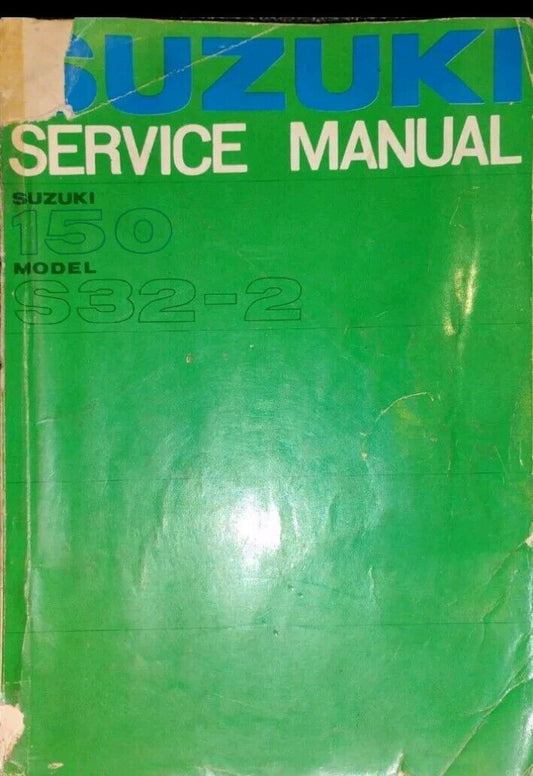 SUZUKI
SERVICE MANUAL
SUZUKI
150
MODEL
S32-2